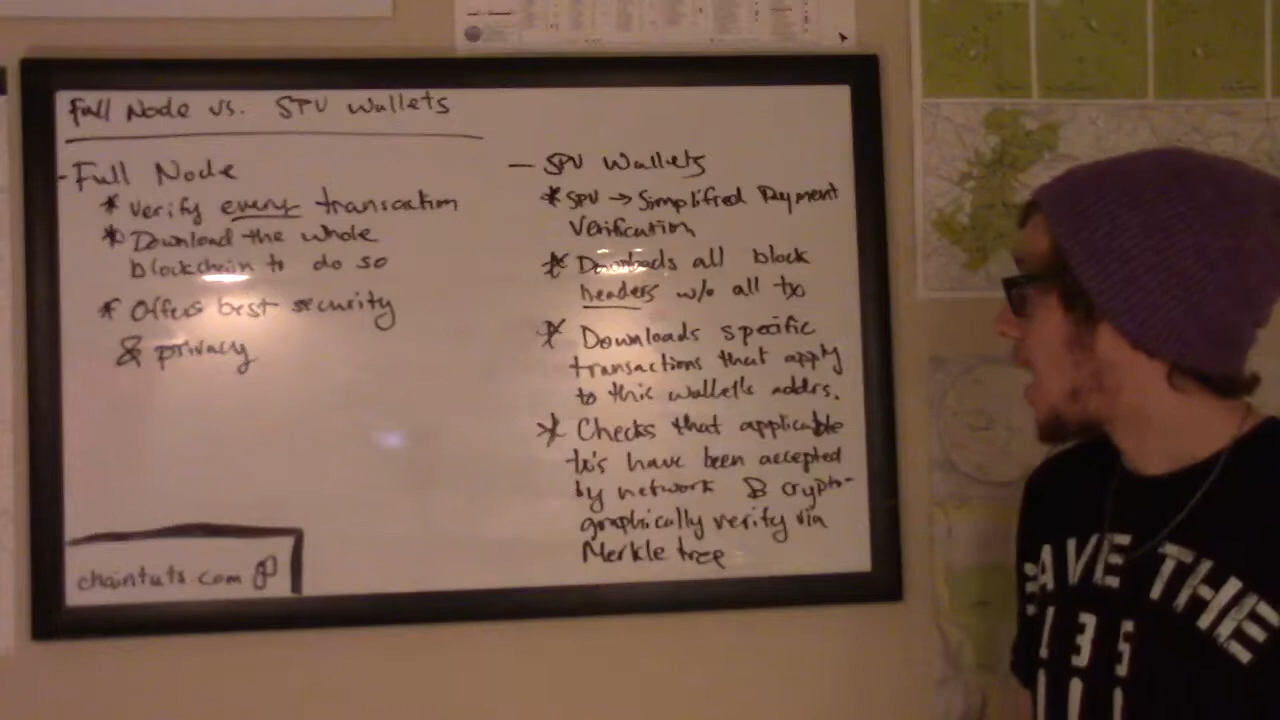 Full Node vs. SPV Wallets
- Full Node
* Verify every transaction
* Download the whole
blockchain to do so
* Offers best security
& privacy
chaintuts.com
- SPV Wallets
* SPV → Simplified Payment
Verification
* Downloads all block
headers w/o all tx
* Downloads specific
transactions that apply
to this wallet's addrs.
* Checks that applicable
tx's have been accepted
by network & crypto-
graphically verify via
Merkle tree
AVE THE